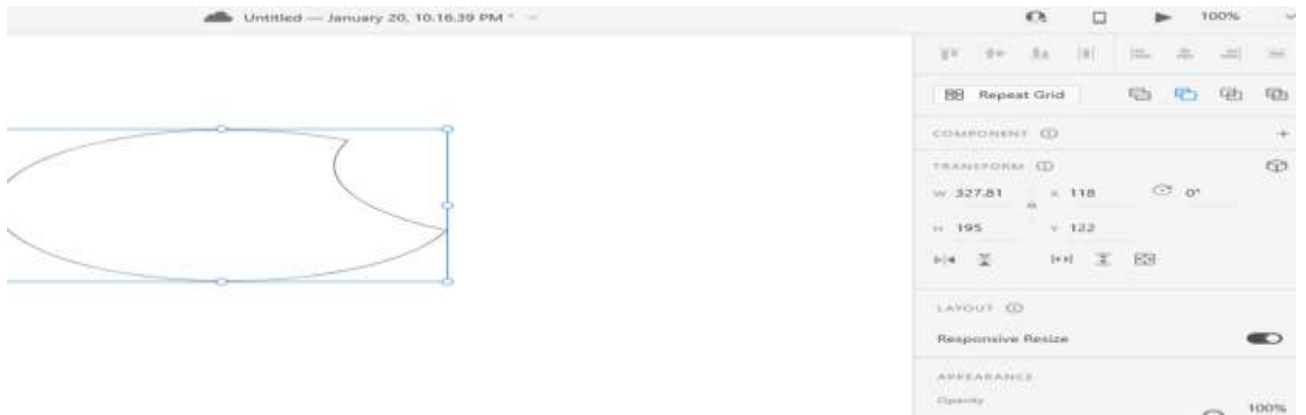 Untitled — January 20, 10.16.39 PM *
100%
Repeat Grid
COMPONENT
TRANSFORM
W 327.81 X 118 0°
H 195 Y 122
LAYOUT
Responsive Resize
APPEARANCE
Opacity
100%